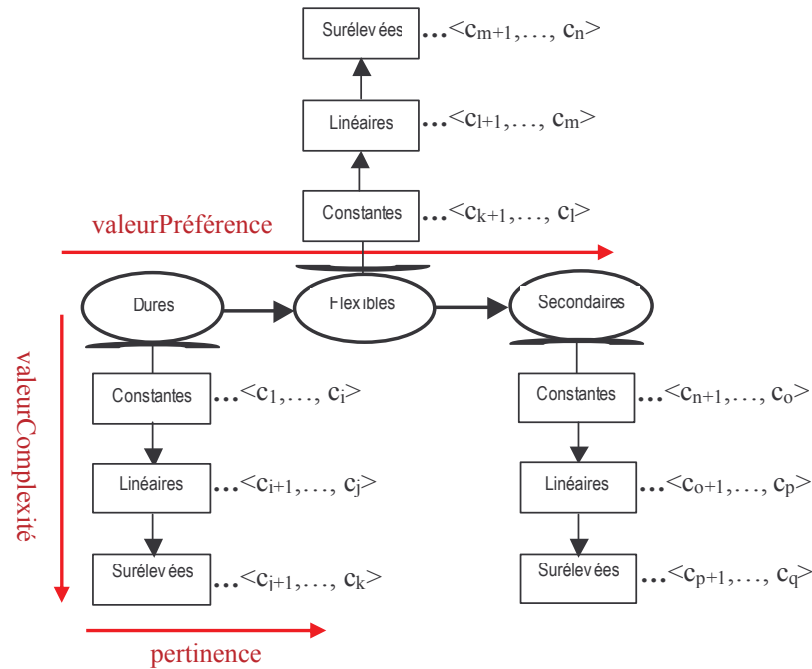 Surélevées ...<cm+1,..., cn>
Linéaires ...<cl+1,..., cm>
Constantes ...<ck+1,..., cl>
valeurPréférence
Dures Flexibles Secondaires
valeurComplexité
Constantes ...<c1,..., ci> Constantes ...<cn+1,..., co>
Linéaires ...<ci+1,..., cj> Linéaires ...<co+1,..., cp>
Surélevées ...<cj+1,..., ck> Surélevées ...<cp+1,..., cq>
pertinence